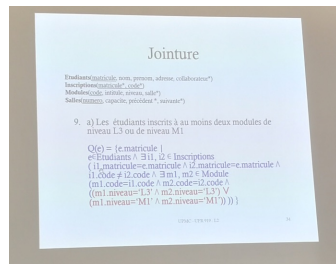 Jointure
Etudiants(matricule, nom, prenom, adresse, collaborateur*)
Inscriptions(matricule*, code*)
Modules(code, intitule, niveau, salle*)
Salles(numero, capacite, précédent*, suivante*)
9. a) Les étudiants inscrits à au moins deux modules de
niveau L3 ou de niveau M1
Q(e) = {e.matricule |
e∈Etudiants ∧ ∃ i1, i2 ∈ Inscriptions
( i1.matricule=e.matricule ∧ i2.matricule=e.matricule ∧
i1.code ≠ i2.code ∧ ∃ m1, m2 ∈ Module
(m1.code=i1.code ∧ m2.code=i2.code ∧
((m1.niveau='L3' ∧ m2.niveau='L3') ∨
(m1.niveau='M1' ∧ m2.niveau='M1')) )) }